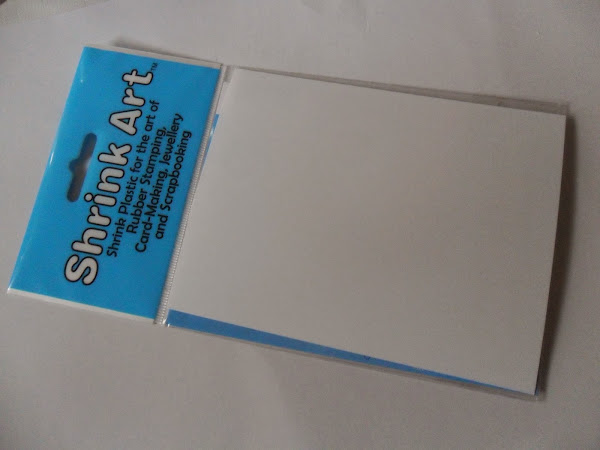 Shrink Art™
Shrink Plastic for the art of
Rubber Stamping,
Card-Making, Jewellery
and Scrapbooking